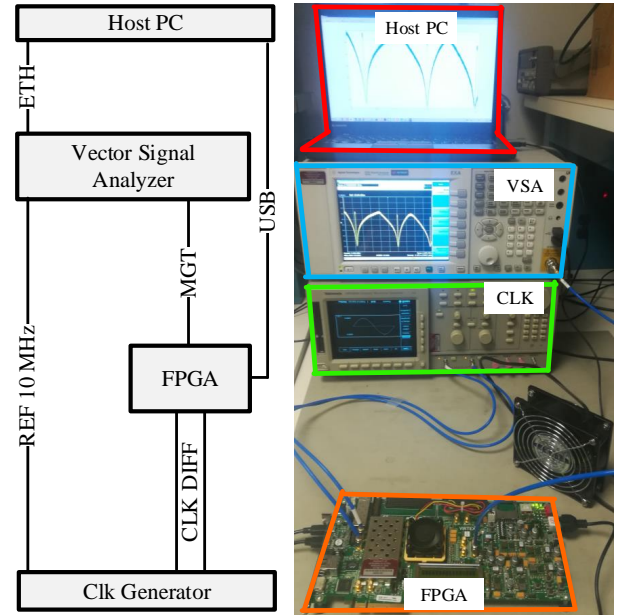 Host PC
ETH
Vector Signal
Analyzer
USB
MGT
FPGA
REF 10 MHz
CLK DIFF
Clk Generator
Host PC
VSA
CLK
FPGA